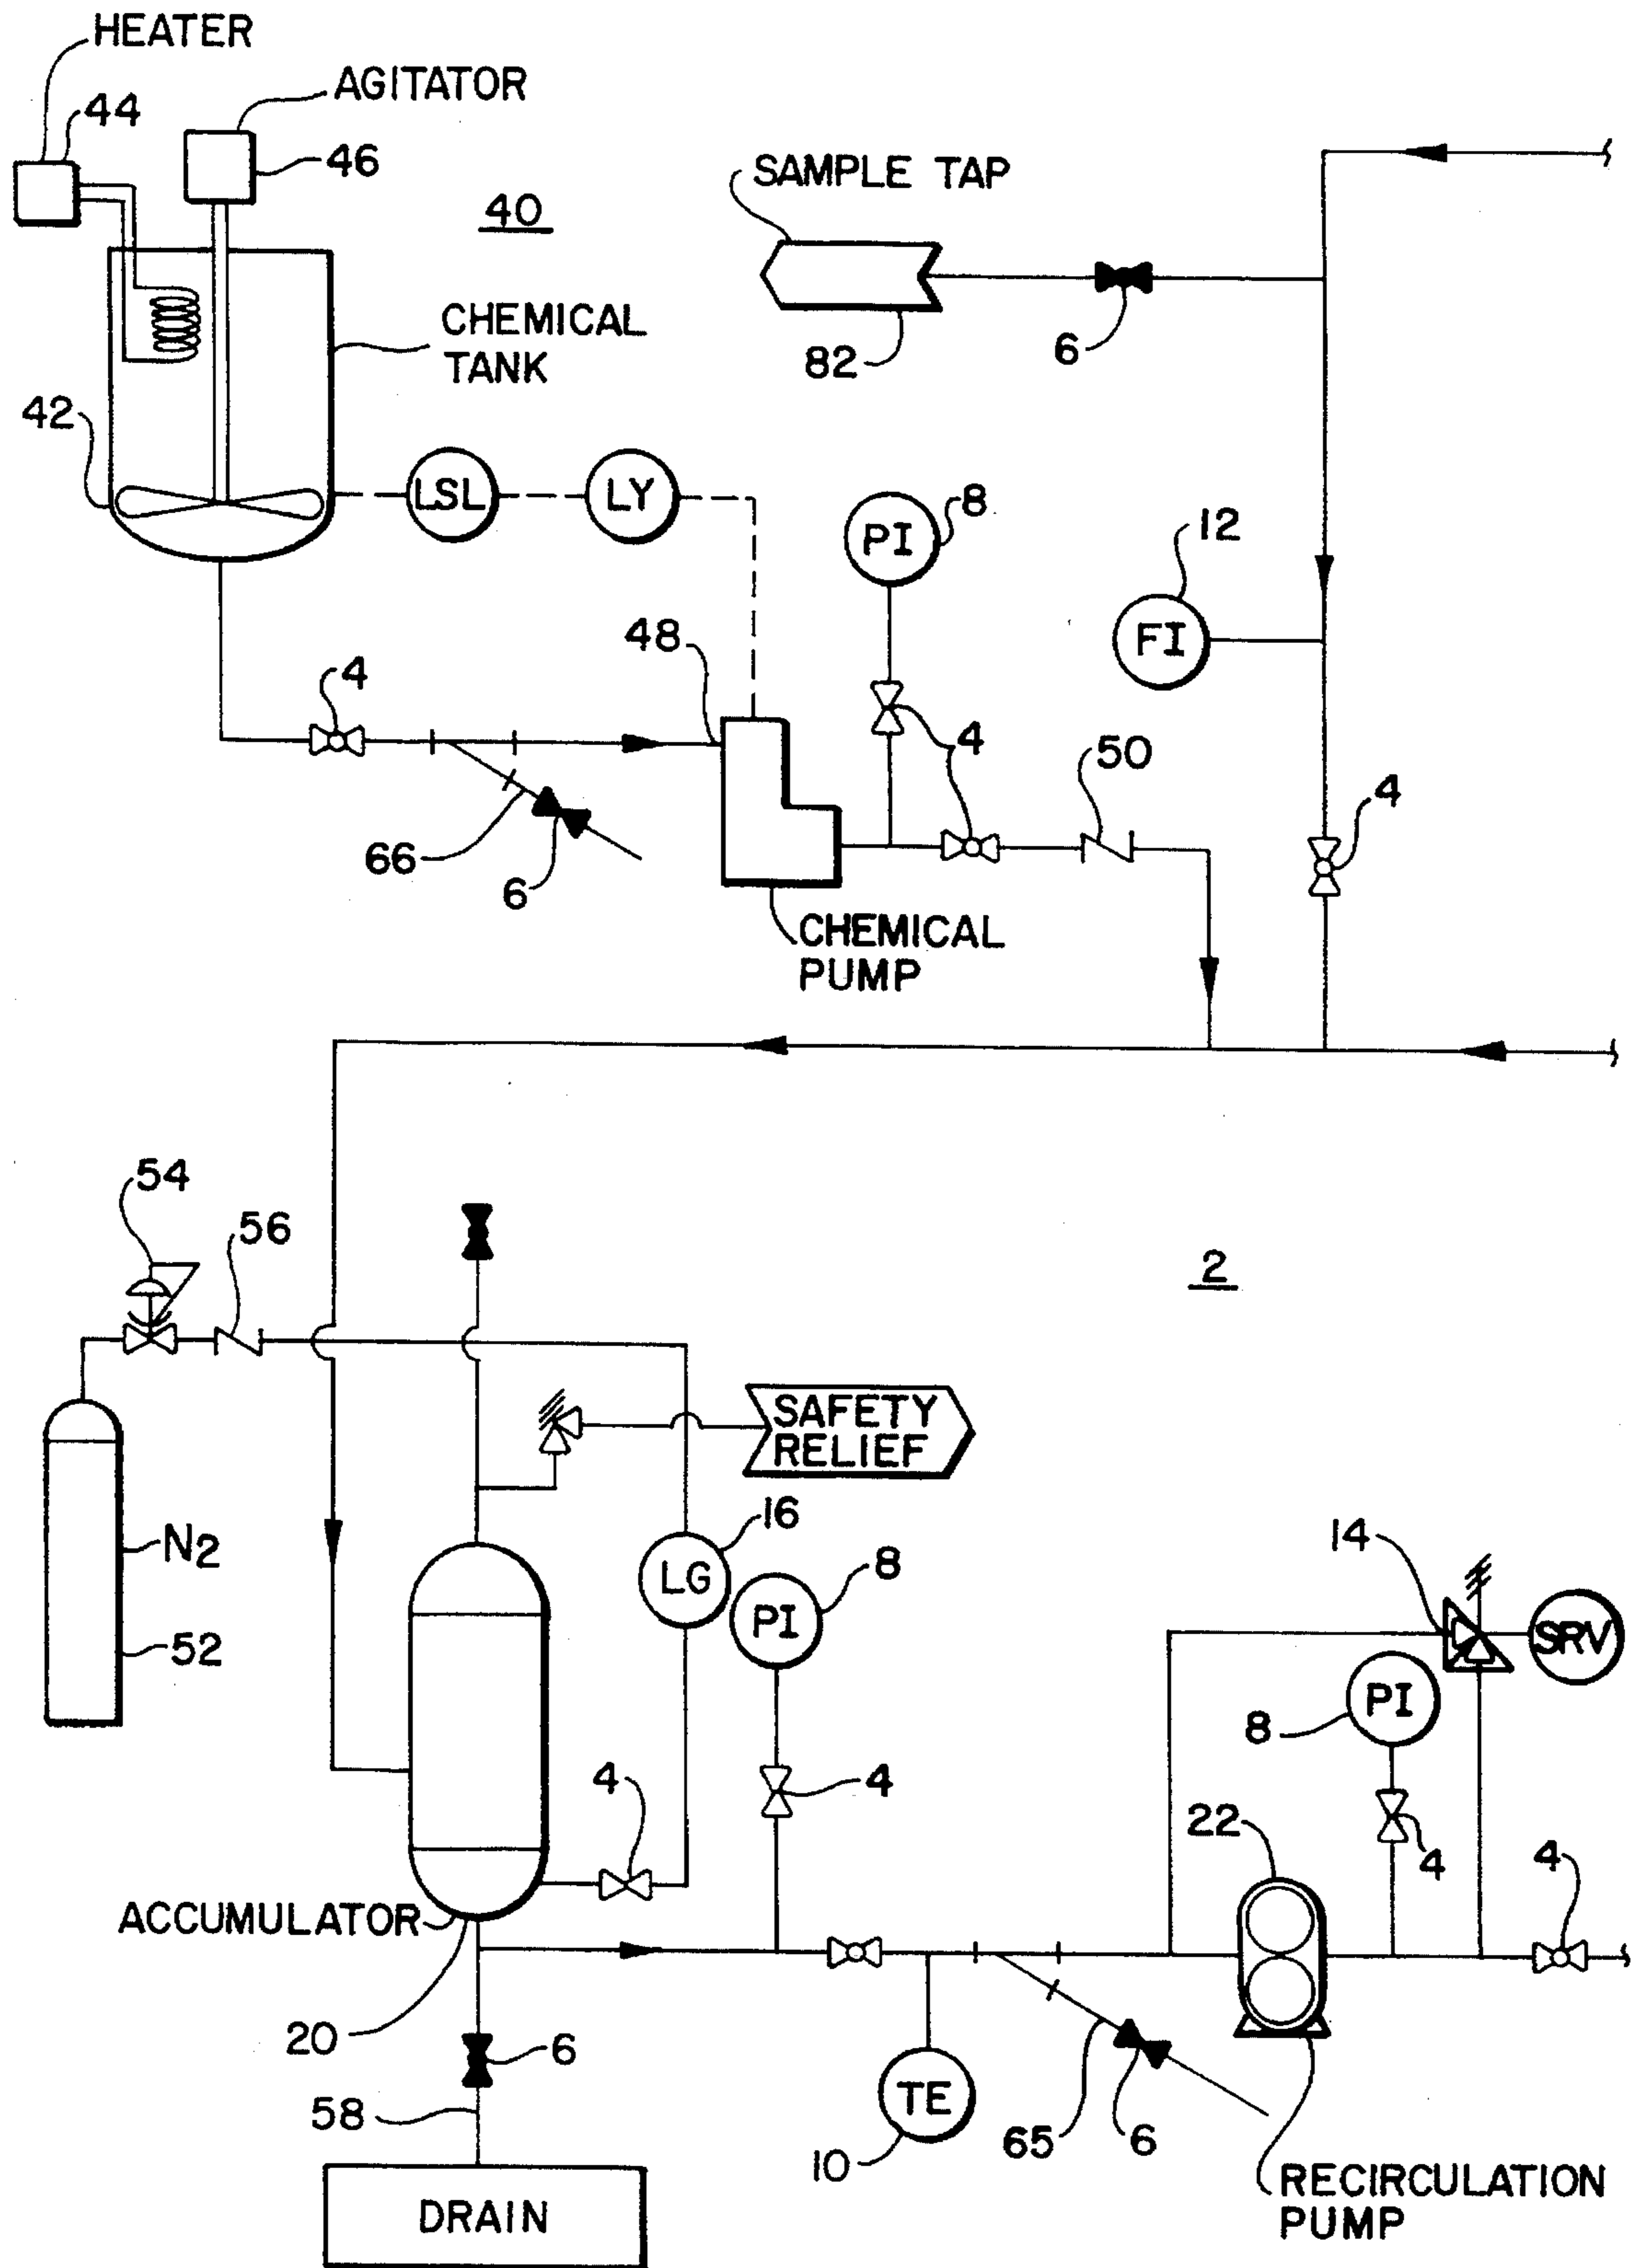 HEATER
AGITATOR
44
46
40
SAMPLE TAP
82
6
CHEMICAL
TANK
42
LSL
LY
PI
8
12
FI
48
4
4
50
4
66
6
CHEMICAL
PUMP
54
56
2
SAFETY
RELIEF
N2
16
LG
8
PI
14
SRV
52
PI
8
4
4
22
4
4
ACCUMULATOR
20
6
58
TE
10
65
6
RECIRCULATION
PUMP
DRAIN